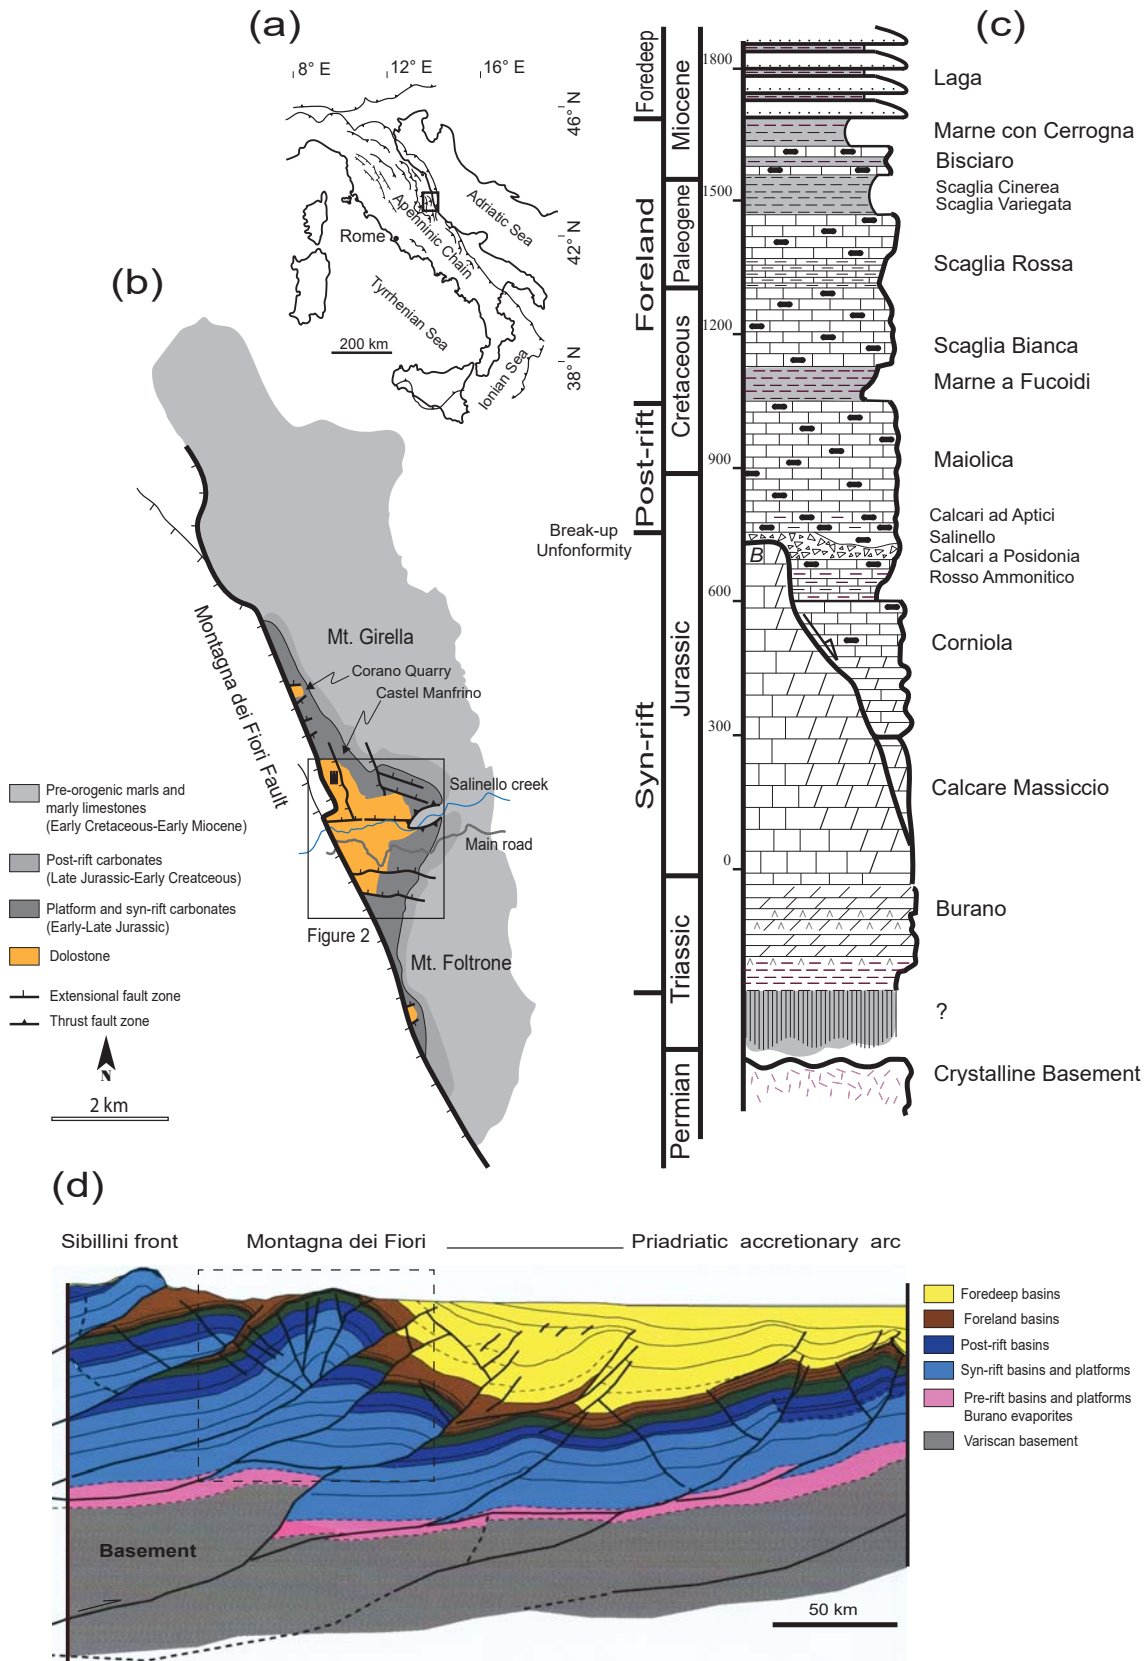 (a)
8° E
12° E
16° E
46° N
42° N
38° N
Adriatic Sea
Apenninic Chain
Rome
Tyrrhenian Sea
Ionian Sea
200 km
(b)
Mt. Girella
Corano Quarry
Castel Manfrino
Montagna dei Fiori Fault
Salinello creek
Main road
Figure 2
Mt. Foltrone
Pre-orogenic marls and
marly limestones
(Early Cretaceous-Early Miocene)
Post-rift carbonates
(Late Jurassic-Early Creatceous)
Platform and syn-rift carbonates
(Early-Late Jurassic)
Dolostone
Extensional fault zone
Thrust fault zone
N
2 km
(c)
Foredeep
Foreland
Post-rift
Syn-rift
Break-up
Unfonformity
Miocene
Paleogene
Cretaceous
Jurassic
Triassic
Permian
1800
1500
1200
900
600
300
0
B
Laga
Marne con Cerrogna
Bisciaro
Scaglia Cinerea
Scaglia Variegata
Scaglia Rossa
Scaglia Bianca
Marne a Fucoidi
Maiolica
Calcari ad Aptici
Salinello
Calcari a Posidonia
Rosso Ammonitico
Corniola
Calcare Massiccio
Burano
?
Crystalline Basement
(d)
Sibillini front
Montagna dei Fiori
Priadriatic accretionary arc
Basement
50 km
Foredeep basins
Foreland basins
Post-rift basins
Syn-rift basins and platforms
Pre-rift basins and platforms
Burano evaporites
Variscan basement